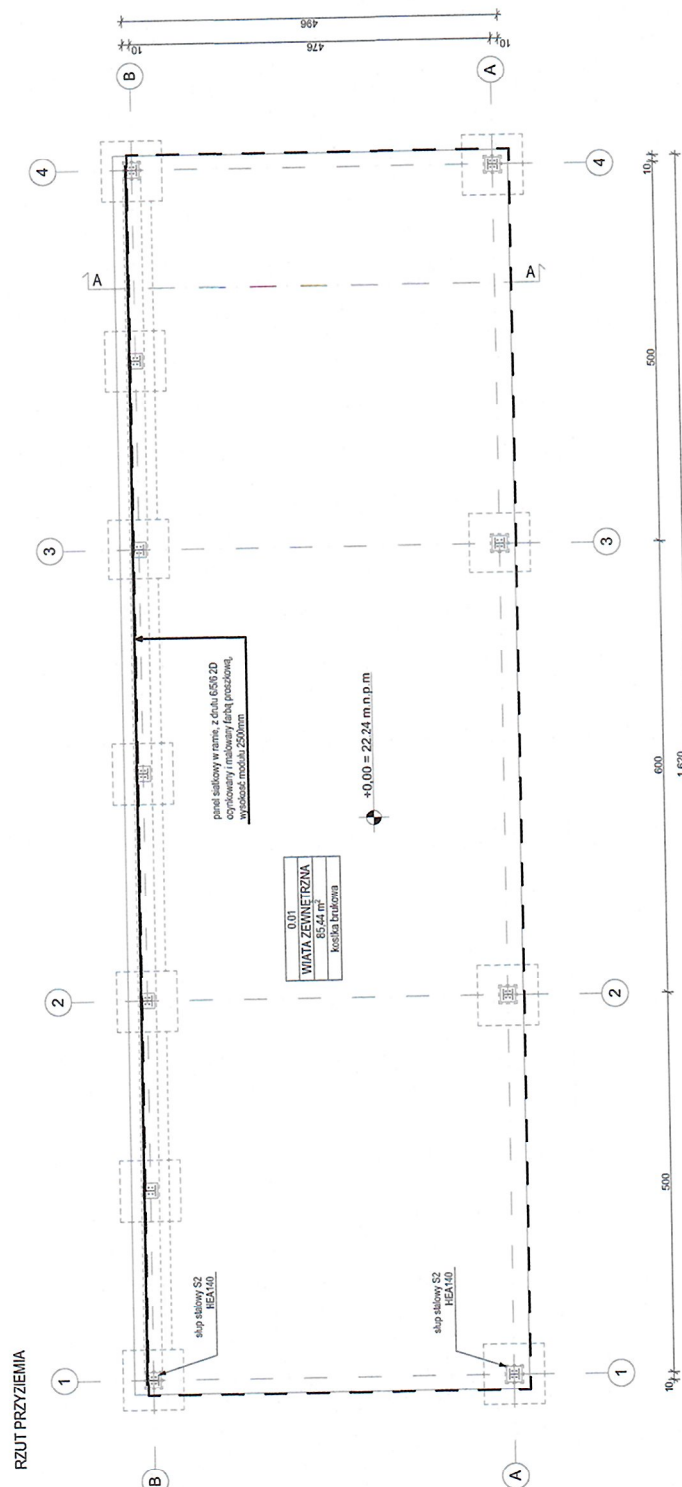 RZUT PRZYZIEMIA
1
2
3
4
B
B
A
A
słup stalowy S2
HEA140
panel siatkowy w ramie, z drutu 6/5/6 2D
ocynkowany i malowany farbą proszkową,
wysokość modułu 2500mm
0.01
WIATA ZEWNĘTRZNA
85,44 m²
kostka brukowa
+0,00 = 22.24 m.n.p.m
słup stalowy S2
HEA140
A
A
1
2
3
4
10
500
600
500
10
1 620
10
476
10
496